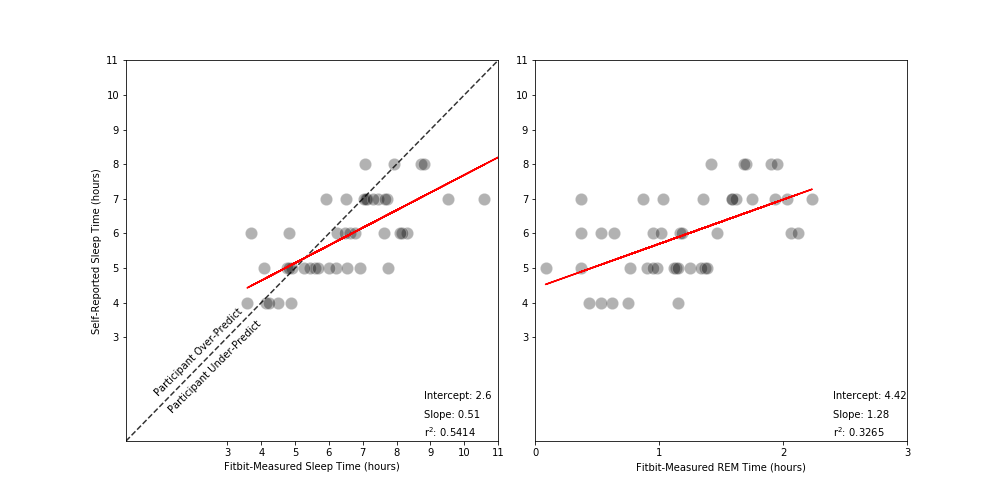 11
10
9
8
7
6
5
4
3
Self-Reported Sleep Time (hours)
Participant Over-Predict
Participant Under-Predict
Intercept: 2.6
Slope: 0.51
r²: 0.5414
3 4 5 6 7 8 9 10 11
Fitbit-Measured Sleep Time (hours)
11
10
9
8
7
6
5
4
3
Intercept: 4.42
Slope: 1.28
r²: 0.3265
0 1 2 3
Fitbit-Measured REM Time (hours)